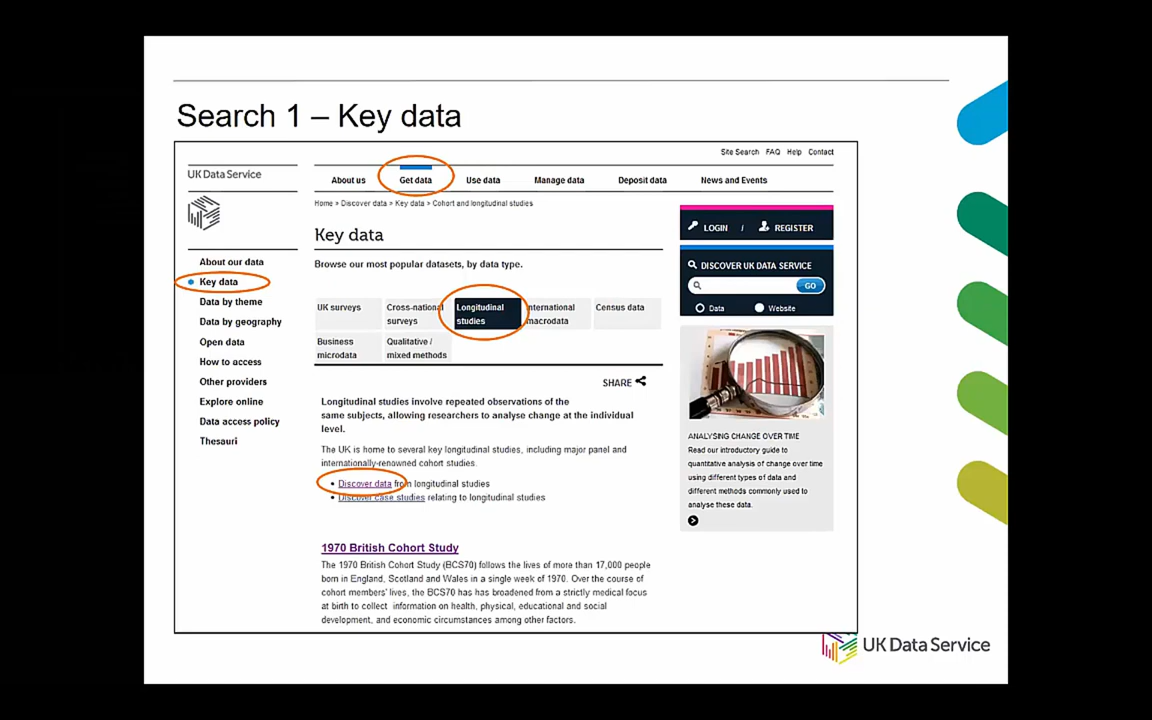 Search 1 – Key data
Site Search FAQ Help Contact
UK Data Service
About us Get data Use data Manage data Deposit data News and Events
Home » Discover data » Key data » Cohort and longitudinal studies
Key data
Browse our most popular datasets, by data type.
About our data
Key data
Data by theme
Data by geography
Open data
How to access
Other providers
Explore online
Data access policy
Thesauri
UK surveys
Cross-national
surveys
Longitudinal
studies
International
macrodata
Census data
Business
microdata
Qualitative /
mixed methods
SHARE
Longitudinal studies involve repeated observations of the
same subjects, allowing researchers to analyse change at the individual
level.
The UK is home to several key longitudinal studies, including major panel and
internationally-renowned cohort studies.
• Discover data from longitudinal studies
• Discover case studies relating to longitudinal studies
1970 British Cohort Study
The 1970 British Cohort Study (BCS70) follows the lives of more than 17,000 people
born in England, Scotland and Wales in a single week of 1970. Over the course of
cohort members' lives, the BCS70 has has broadened from a strictly medical focus
at birth to collect information on health, physical, educational and social
development, and economic circumstances among other factors.
LOGIN / REGISTER
DISCOVER UK DATA SERVICE
GO
Data Website
ANALYSING CHANGE OVER TIME
Read our introductory guide to
quantitative analysis of change over time
using different types of data and
different methods commonly used to
analyse these data.
UK Data Service